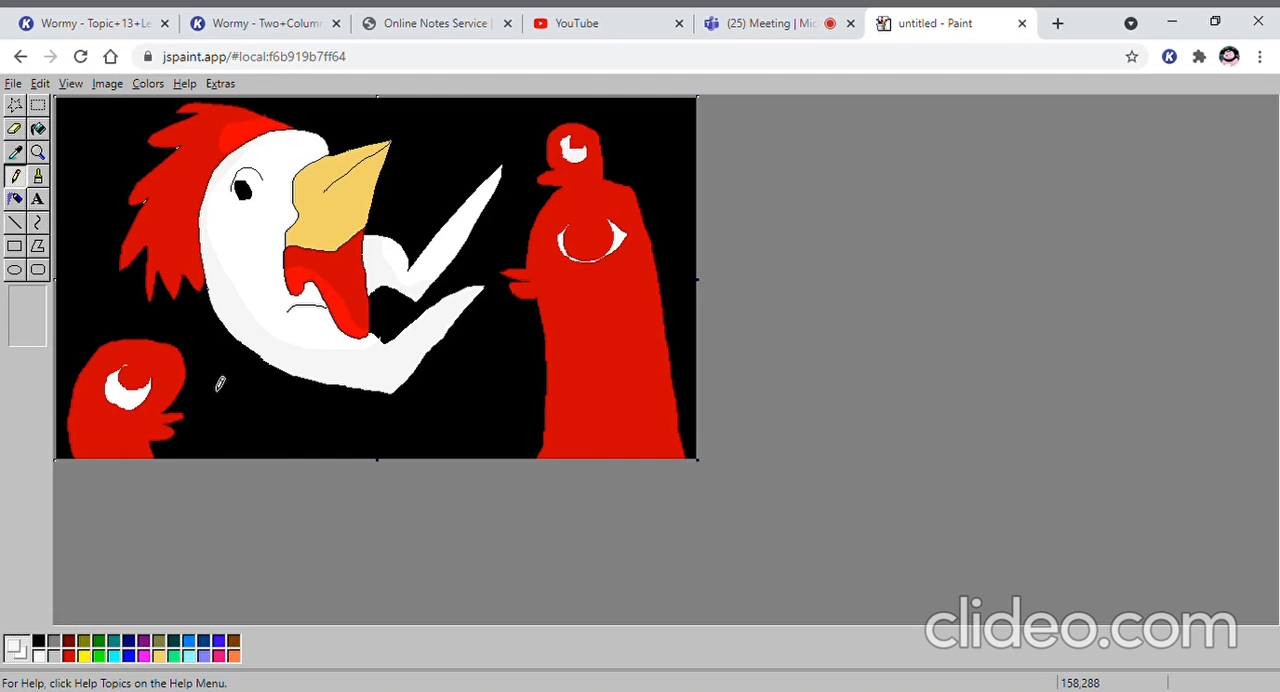 Wormy - Topic+13+Le
Wormy - Two+Column
Online Notes Service |
YouTube
(25) Meeting | Mic
untitled - Paint
jspaint.app/#local:f6b919b7ff64
File Edit View Image Colors Help Extras
clideo.com
For Help, click Help Topics on the Help Menu.
158,288